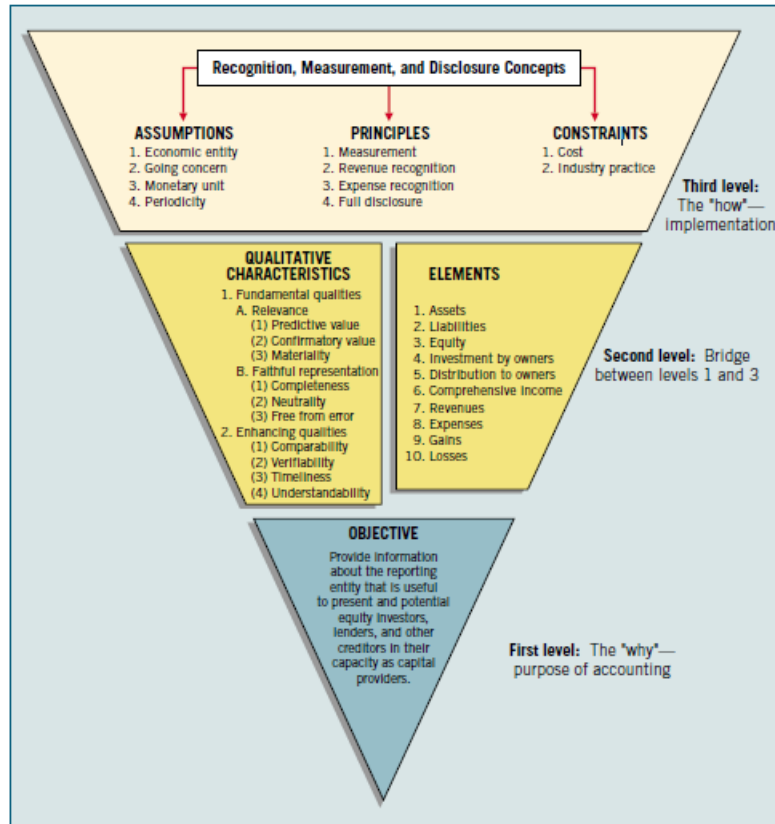 Recognition, Measurement, and Disclosure Concepts
ASSUMPTIONS
1. Economic entity
2. Going concern
3. Monetary unit
4. Periodicity
PRINCIPLES
1. Measurement
2. Revenue recognition
3. Expense recognition
4. Full disclosure
CONSTRAINTS
1. Cost
2. Industry practice
Third level:
The "how"—
implementation
QUALITATIVE
CHARACTERISTICS
1. Fundamental qualities
A. Relevance
(1) Predictive value
(2) Confirmatory value
(3) Materiality
B. Faithful representation
(1) Completeness
(2) Neutrality
(3) Free from error
2. Enhancing qualities
(1) Comparability
(2) Verifiability
(3) Timeliness
(4) Understandability
ELEMENTS
1. Assets
2. Liabilities
3. Equity
4. Investment by owners
5. Distribution to owners
6. Comprehensive income
7. Revenues
8. Expenses
9. Gains
10. Losses
Second level: Bridge
between levels 1 and 3
OBJECTIVE
Provide information
about the reporting
entity that is useful
to present and potential
equity investors,
lenders, and other
creditors in their
capacity as capital
providers.
First level: The "why"—
purpose of accounting